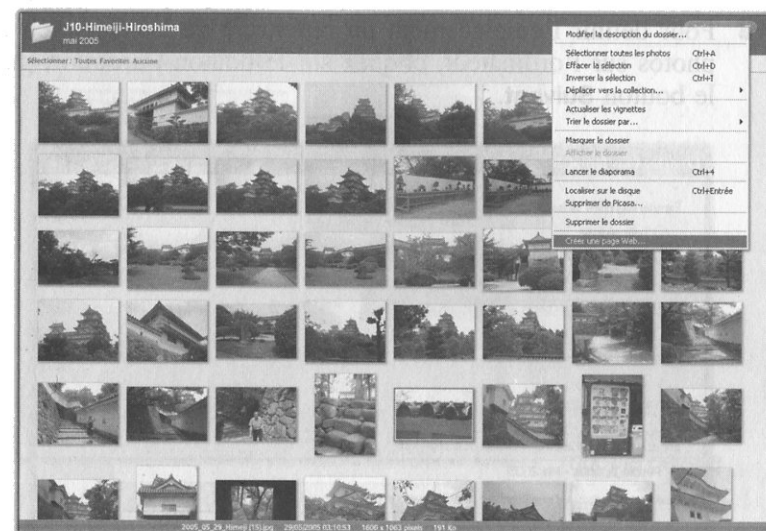 J10-Himeiji-Hiroshima
mai 2005
Sélectionner : Toutes Favorites Aucune
Modifier la description du dossier...
Sélectionner toutes les photos Ctrl+A
Effacer la sélection Ctrl+D
Inverser la sélection Ctrl+I
Déplacer vers la collection...
Actualiser les vignettes
Trier le dossier par...
Masquer le dossier
Afficher le dossier
Lancer le diaporama Ctrl+4
Localiser sur le disque Ctrl+Entrée
Supprimer de Picasa...
Supprimer le dossier
Créer une page Web...
2005_05_29_Himeji (15).jpg 29/05/2005 03:10:53 1600 x 1063 pixels 191 Ko